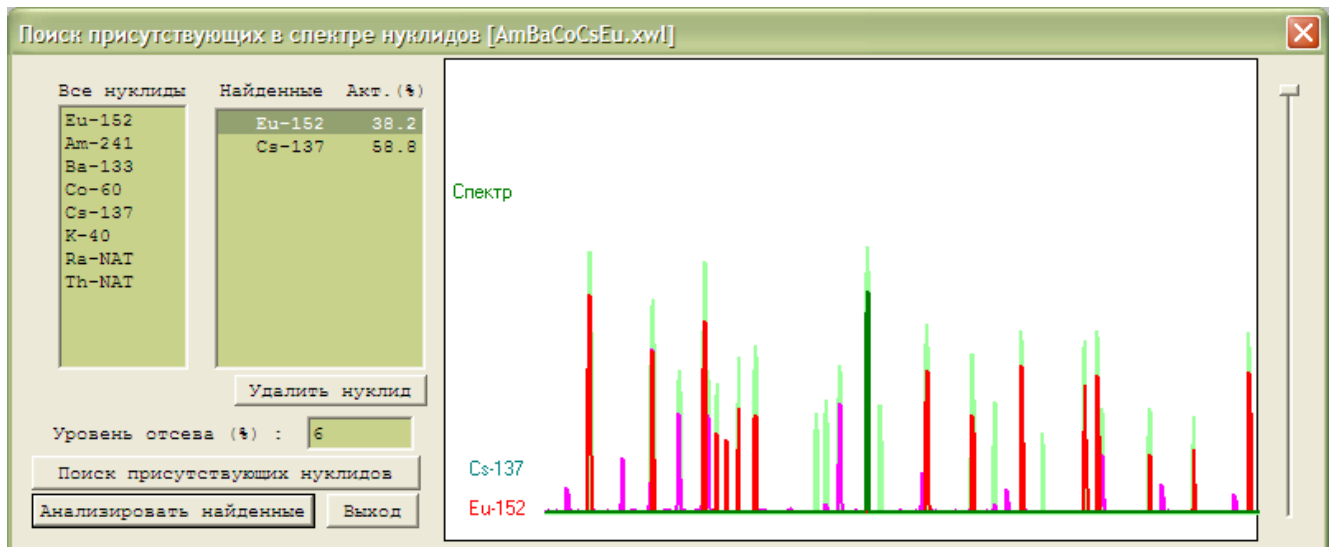 Поиск присутствующих в спектре нуклидов [AmBaCoCsEu.xwl]
Все нуклиды
Найденные Акт.(%)
Eu-152
Am-241
Ba-133
Co-60
Cs-137
K-40
Ra-NAT
Th-NAT
Eu-152 38.2
Cs-137 58.8
Удалить нуклид
Уровень отсева (%) : 6
Поиск присутствующих нуклидов
Анализировать найденные
Выход
Спектр
Cs-137
Eu-152